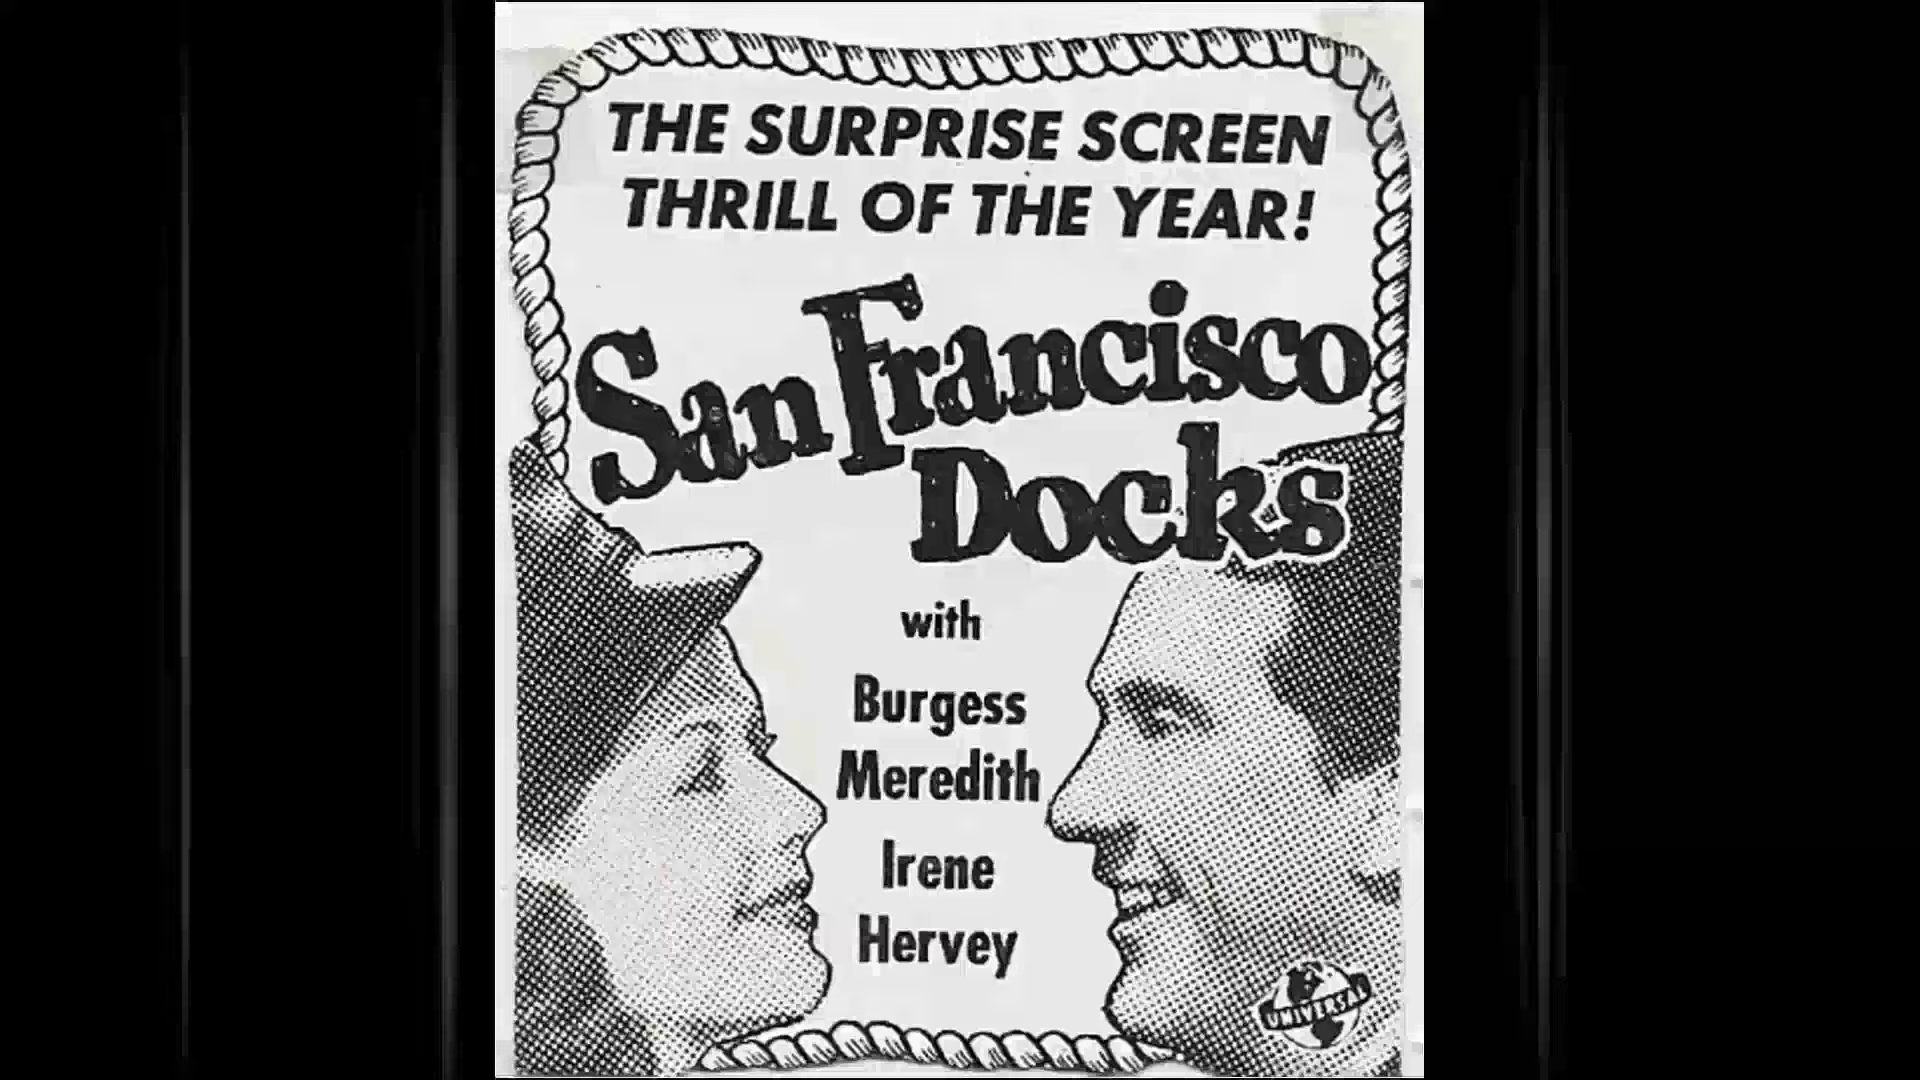 THE SURPRISE SCREEN
THRILL OF THE YEAR!
San Francisco
Docks
with
Burgess
Meredith
Irene
Hervey
UNIVERSAL